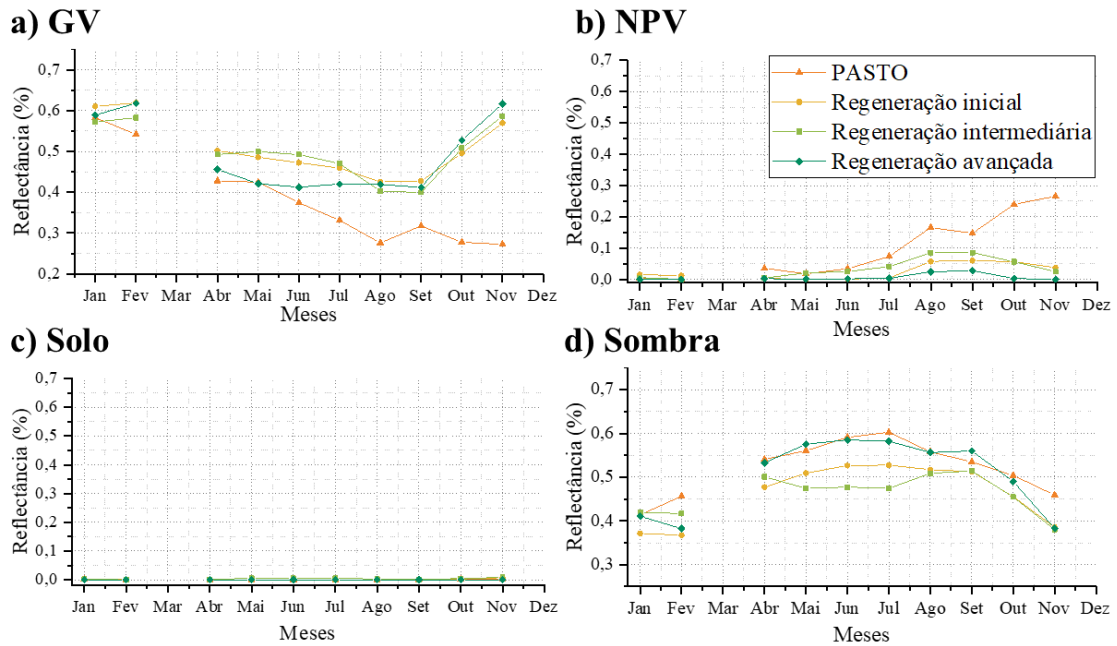 a) GV
0,7
0,6
0,5
0,4
0,3
0,2
Reflectância (%)
Jan Fev Mar Abr Mai Jun Jul Ago Set Out Nov Dez
Meses
b) NPV
0,7
0,6
0,5
0,4
0,3
0,2
0,1
0,0
Reflectância (%)
PASTO
Regeneração inicial
Regeneração intermediária
Regeneração avançada
Jan Fev Mar Abr Mai Jun Jul Ago Set Out Nov Dez
Meses
c) Solo
0,7
0,6
0,5
0,4
0,3
0,2
0,1
0,0
Reflectância (%)
Jan Fev Mar Abr Mai Jun Jul Ago Set Out Nov Dez
Meses
d) Sombra
0,7
0,6
0,5
0,4
0,3
Reflectância (%)
Jan Fev Mar Abr Mai Jun Jul Ago Set Out Nov Dez
Meses